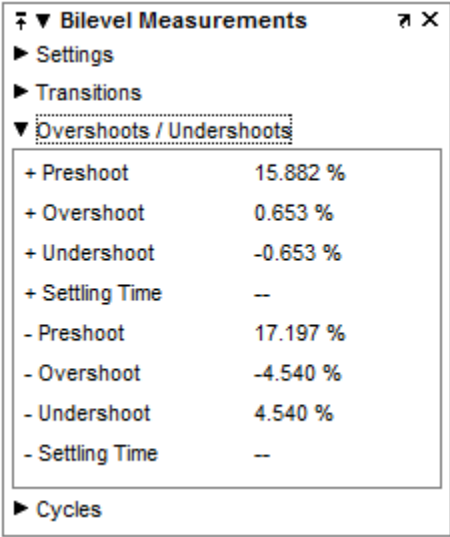 Bilevel Measurements
Settings
Transitions
Overshoots / Undershoots
+ Preshoot 15.882 %
+ Overshoot 0.653 %
+ Undershoot -0.653 %
+ Settling Time --
- Preshoot 17.197 %
- Overshoot -4.540 %
- Undershoot 4.540 %
- Settling Time --
Cycles